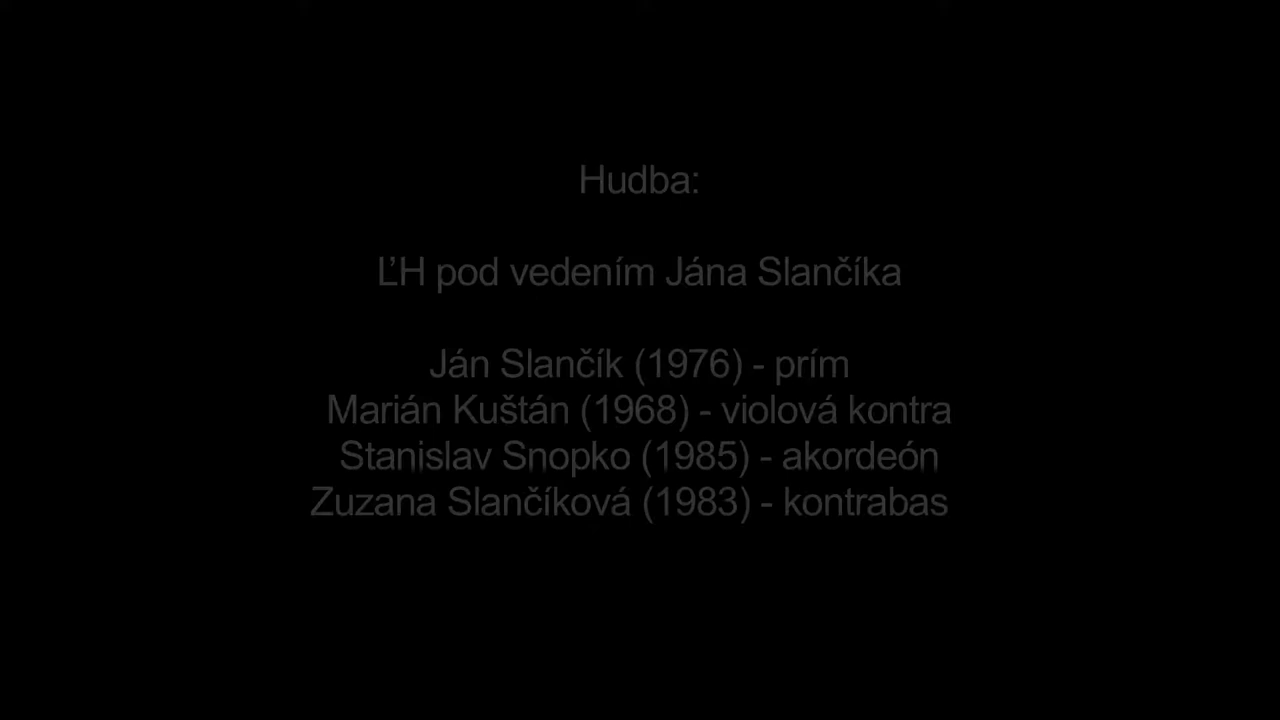 Hudba:
ĽH pod vedením Jána Slančíka
Ján Slančík (1976) - prím
Marián Kuštán (1968) - violová kontra
Stanislav Snopko (1985) - akordeón
Zuzana Slančíková (1983) - kontrabas